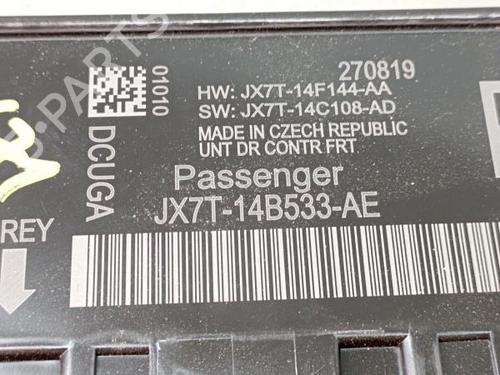 270819
01010
HW: JX7T-14F144-AA
SW: JX7T-14C108-AD
MADE IN CZECH REPUBLIC
UNT DR CONTR FRT
DCUGA
Passenger
JX7T-14B533-AE
REY